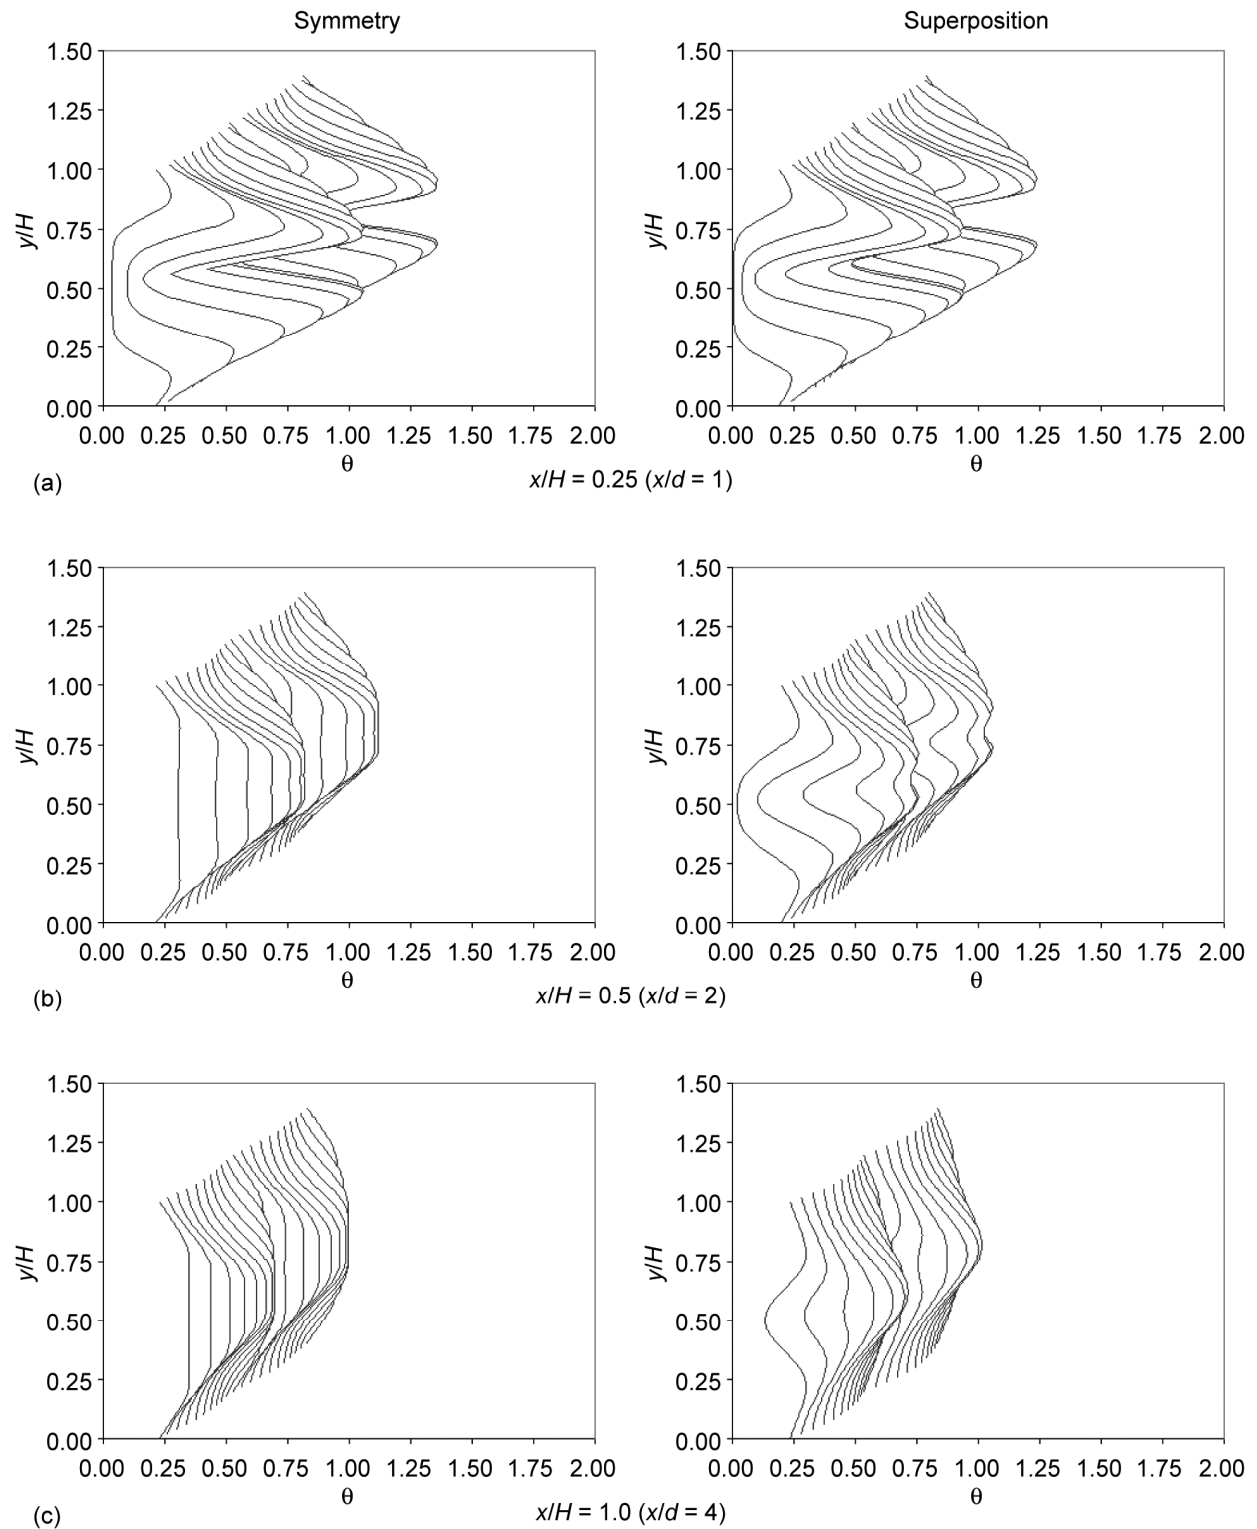 Symmetry Superposition
1.50 1.50
1.25 1.25
1.00 1.00
y/H 0.75 y/H 0.75
0.50 0.50
0.25 0.25
0.00 0.00
0.00 0.25 0.50 0.75 1.00 1.25 1.50 1.75 2.00 0.00 0.25 0.50 0.75 1.00 1.25 1.50 1.75 2.00
θ θ
(a) x/H = 0.25 (x/d = 1)
1.50 1.50
1.25 1.25
1.00 1.00
y/H 0.75 y/H 0.75
0.50 0.50
0.25 0.25
0.00 0.00
0.00 0.25 0.50 0.75 1.00 1.25 1.50 1.75 2.00 0.00 0.25 0.50 0.75 1.00 1.25 1.50 1.75 2.00
θ θ
(b) x/H = 0.5 (x/d = 2)
1.50 1.50
1.25 1.25
1.00 1.00
y/H 0.75 y/H 0.75
0.50 0.50
0.25 0.25
0.00 0.00
0.00 0.25 0.50 0.75 1.00 1.25 1.50 1.75 2.00 0.00 0.25 0.50 0.75 1.00 1.25 1.50 1.75 2.00
θ θ
(c) x/H = 1.0 (x/d = 4)